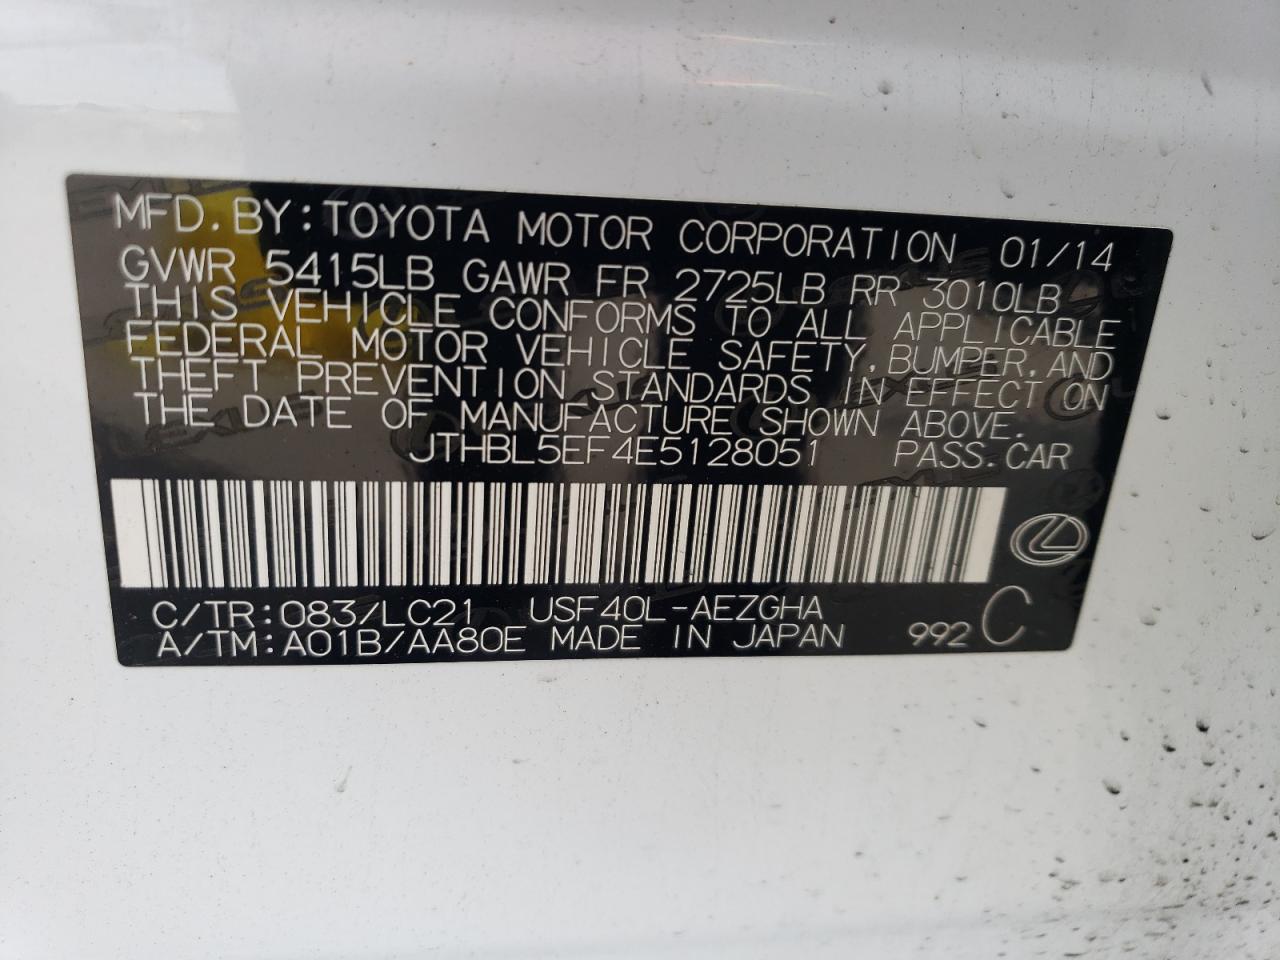 MFD. BY: TOYOTA MOTOR CORPORATION 01/14
GVWR 5415LB GAWR FR 2725LB RR 3010LB
THIS VEHICLE CONFORMS TO ALL APPLICABLE
FEDERAL MOTOR VEHICLE SAFETY, BUMPER, AND
THEFT PREVENTION STANDARDS IN EFFECT ON
THE DATE OF MANUFACTURE SHOWN ABOVE.
JTHBL5EF4E5128051 PASS. CAR
C/TR: 083/LC21 USF40L-AEZGHA
A/TM: A01B/AA80E MADE IN JAPAN 992 C